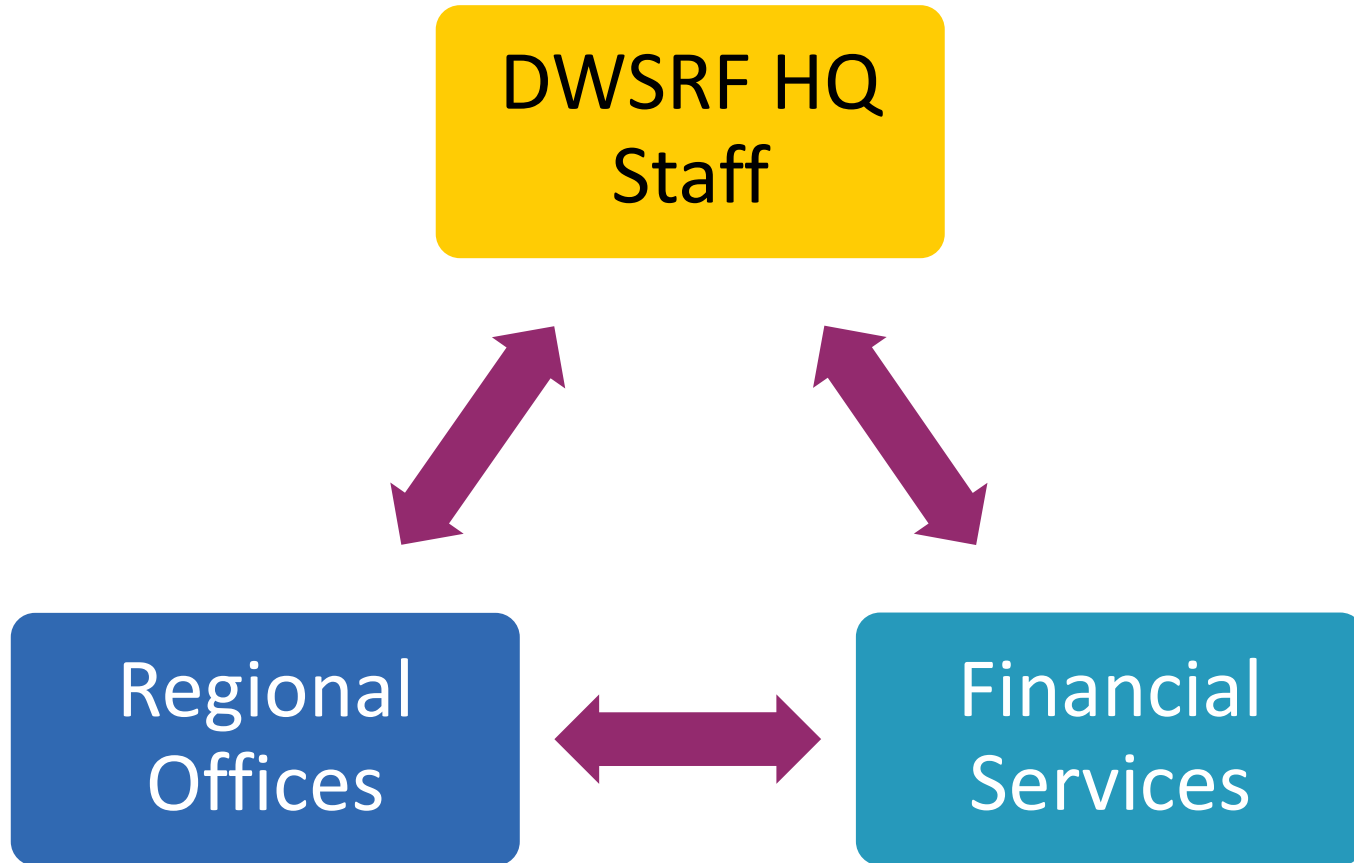 DWSRF HQ
Staff
Regional
Offices
Financial
Services